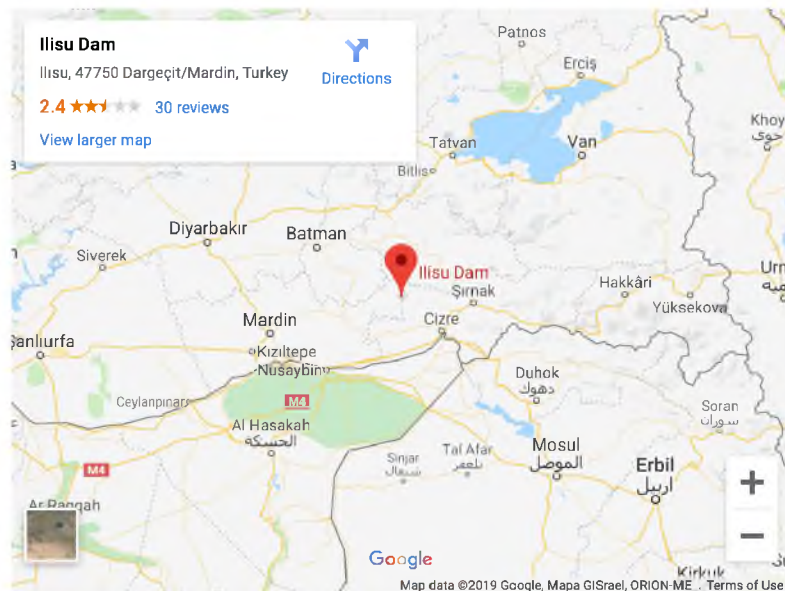 Ilisu Dam
Ilısu, 47750 Dargeçit/Mardin, Turkey
2.4
30 reviews
View larger map
Directions
Patnos
Erciş
Khoy
خوی
Tatvan
Van
Bitlis
Diyarbakır
Batman
Siverek
Ilisu Dam
Şırnak
Hakkâri
Yüksekova
Urm
Mardin
Cizre
Şanlıurfa
Kızıltepe
Nusaybin
Duhok
دهوك
Ceylanpınar
M4
Soran
سوران
Al Hasakah
الحسكة
Mosul
الموصل
Tal Afar
تلعفر
Sinjar
Erbil
اربيل
M4
Ar Raqqah
Google
Kirkuk
Map data ©2019 Google, Mapa GISrael, ORION-ME
Terms of Use